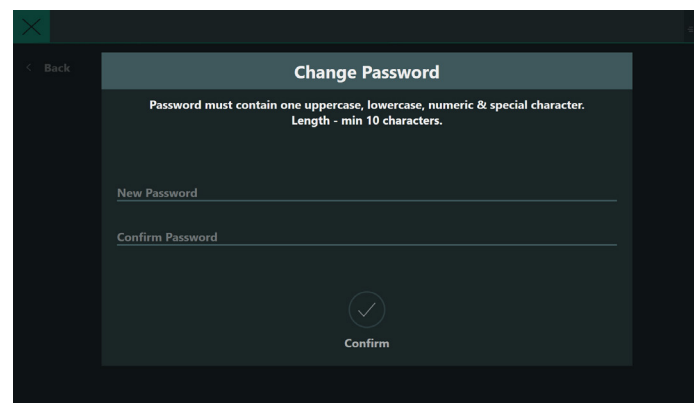 Back
Change Password
Password must contain one uppercase, lowercase, numeric & special character.
Length - min 10 characters.
New Password
Confirm Password
Confirm